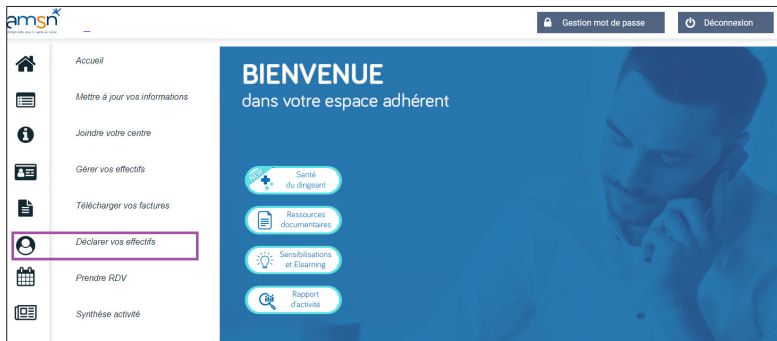 amsn
Gestion mot de passe
Déconnexion
Accueil
Mettre à jour vos informations
Joindre votre centre
Gérer vos effectifs
Télécharger vos factures
Déclarer vos effectifs
Prendre RDV
Synthèse activité
BIENVENUE
dans votre espace adhérent
NEW
Santé
du dirigeant
Ressources
documentaires
Sensibilisations
et Elearning
Rapport
d'activité